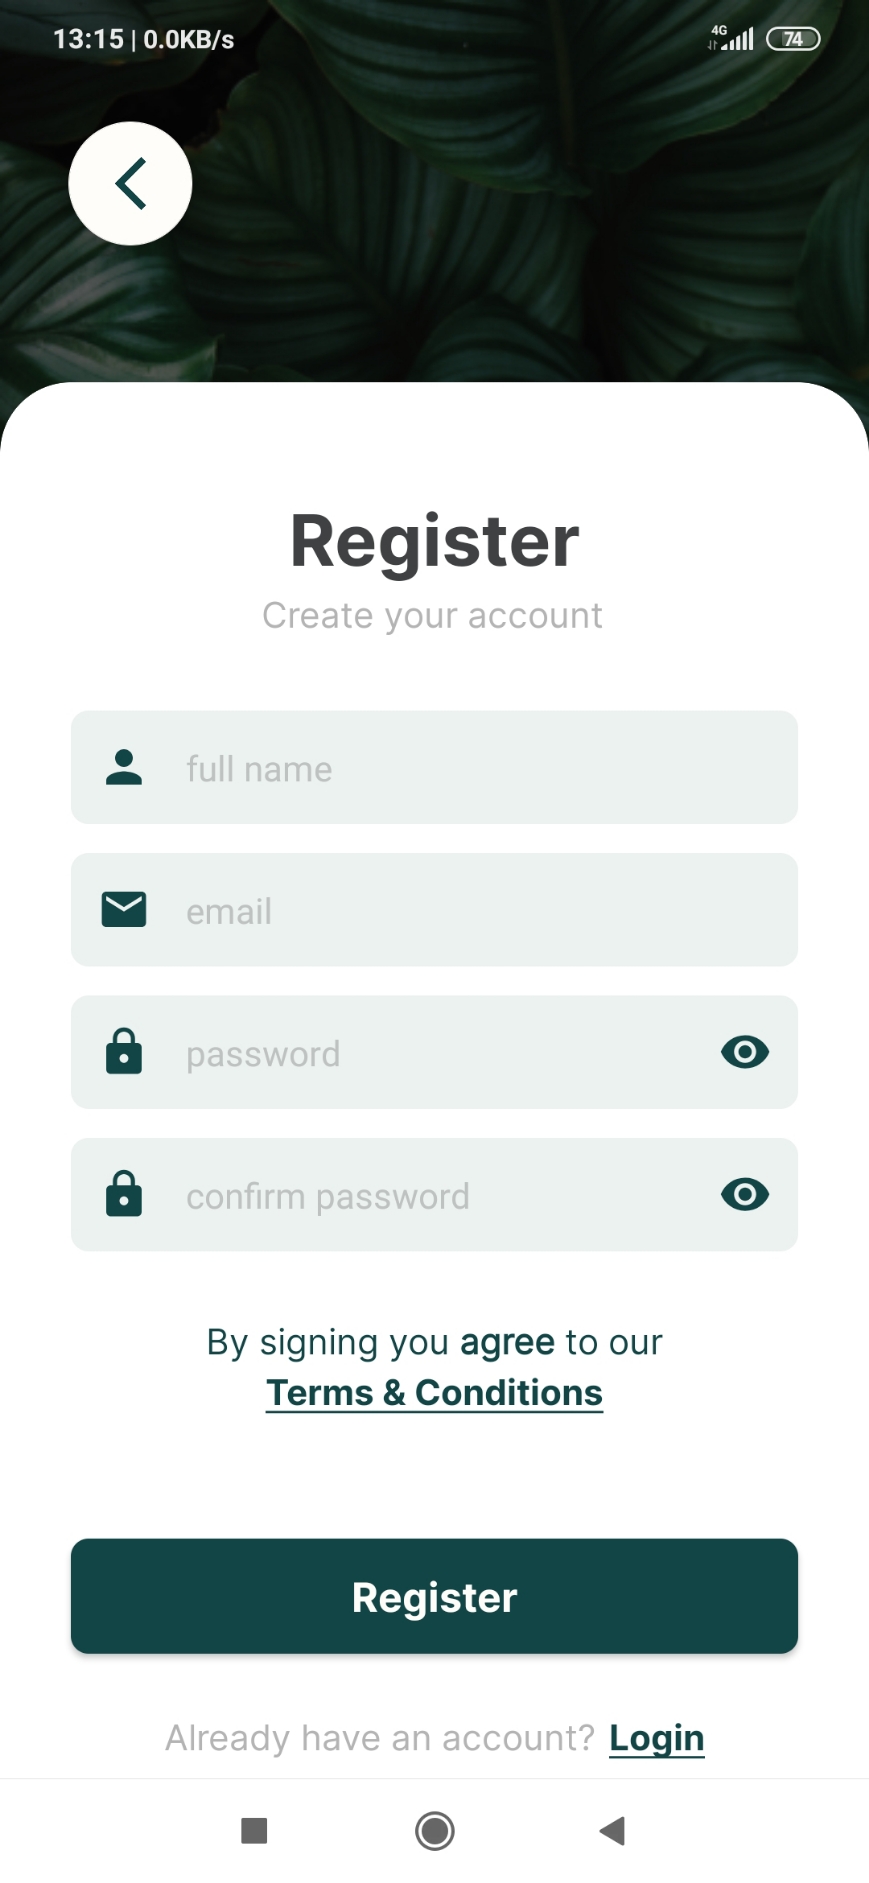 13:15 | 0.0KB/s 4G 74
Register
Create your account
full name
email
password
confirm password
By signing you agree to our
Terms & Conditions
Register
Already have an account? Login